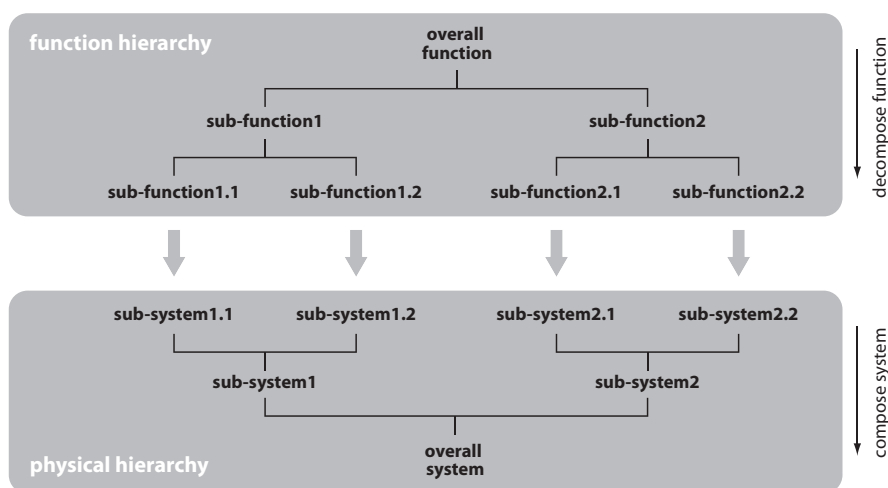 function hierarchy
overall
function
decompose function
sub-function1
sub-function2
sub-function1.1
sub-function1.2
sub-function2.1
sub-function2.2
sub-system1.1
sub-system1.2
sub-system2.1
sub-system2.2
compose system
sub-system1
sub-system2
overall
system
physical hierarchy